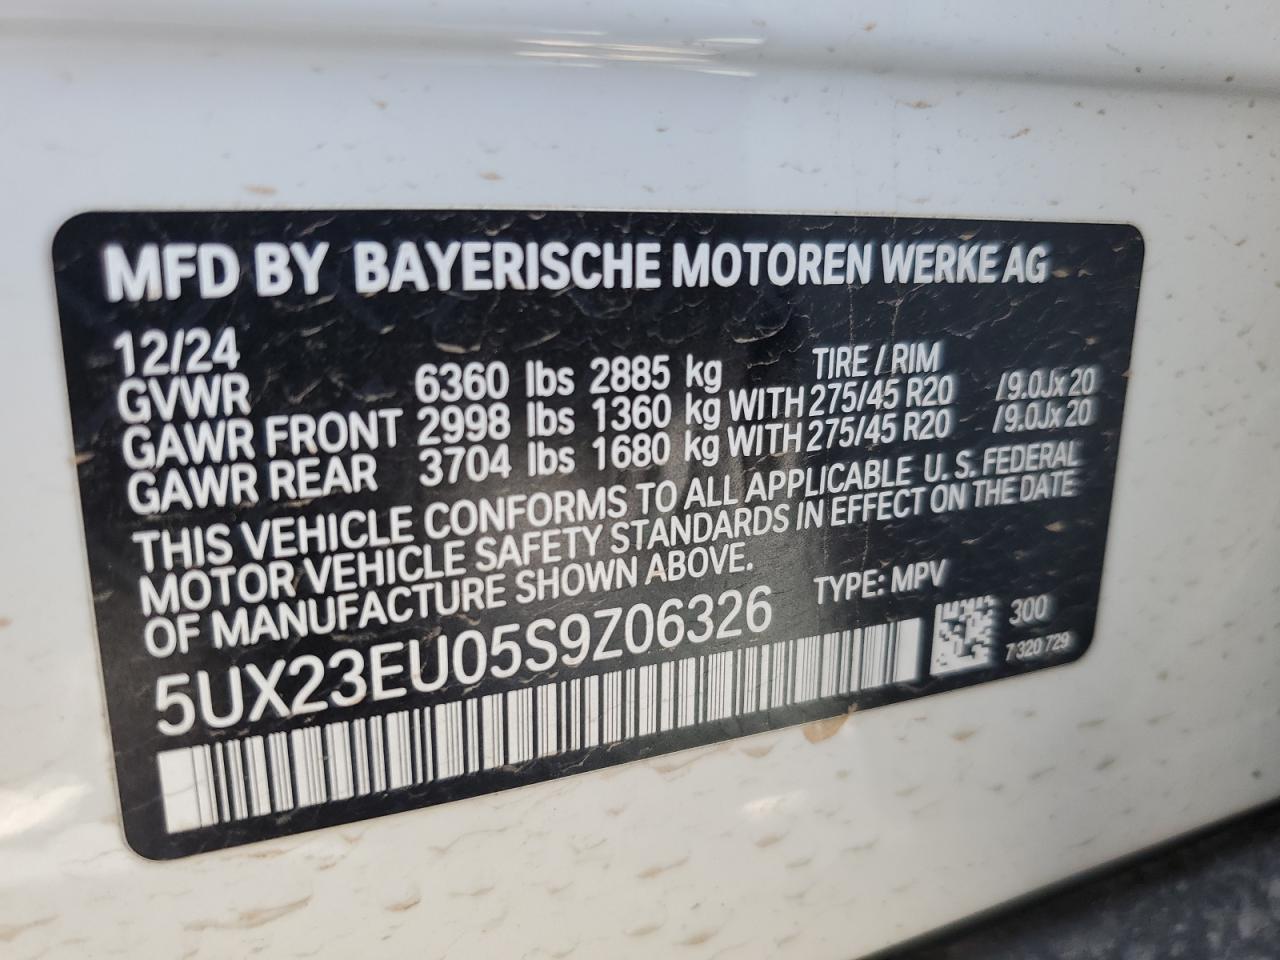 MFD BY BAYERISCHE MOTOREN WERKE AG
12/24 TIRE / RIM
GVWR 6360 lbs 2885 kg
GAWR FRONT 2998 lbs 1360 kg WITH 275/45 R20 /9.0Jx20
GAWR REAR 3704 lbs 1680 kg WITH 275/45 R20 /9.0Jx20
THIS VEHICLE CONFORMS TO ALL APPLICABLE U. S. FEDERAL
MOTOR VEHICLE SAFETY STANDARDS IN EFFECT ON THE DATE
OF MANUFACTURE SHOWN ABOVE.
TYPE: MPV
5UX23EU05S9Z06326
300
7 320 729